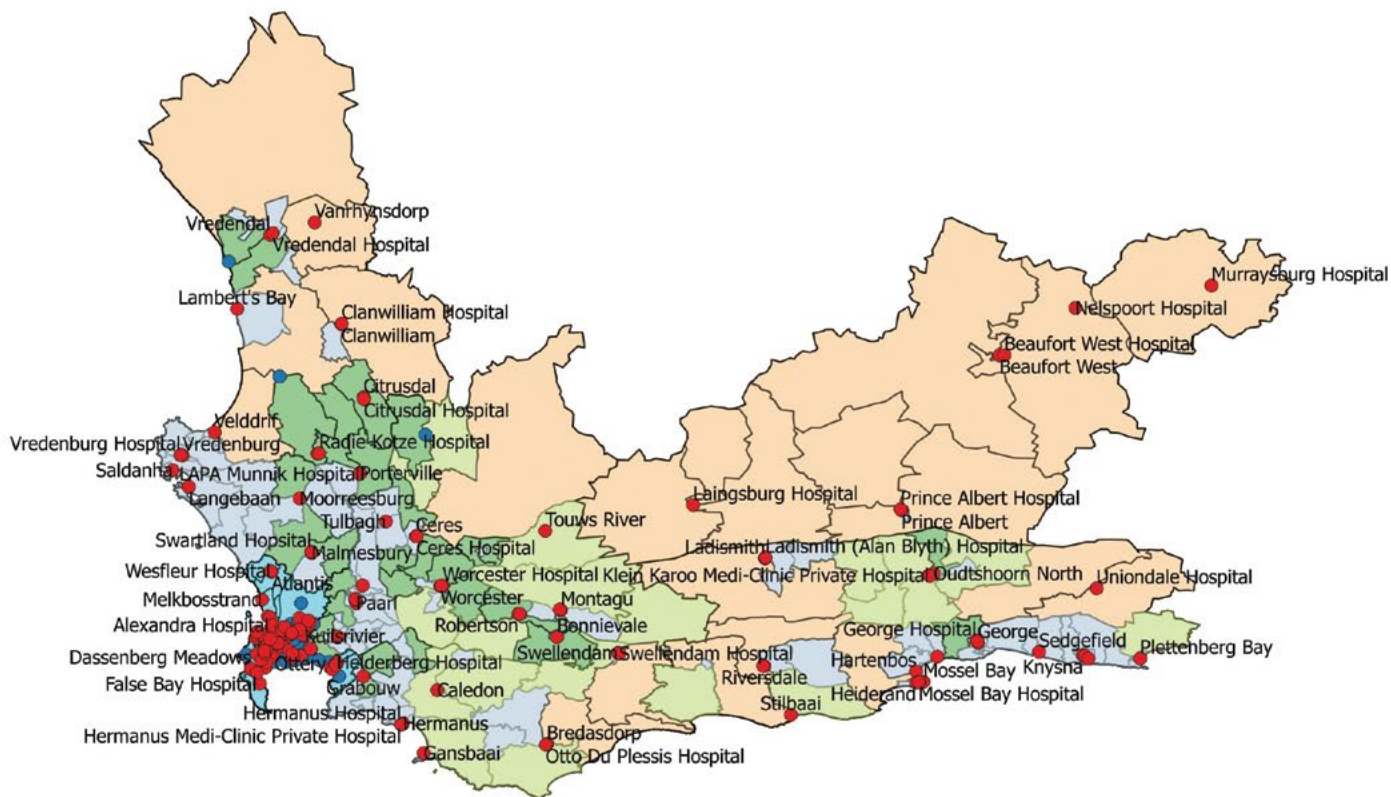 Vanrhynsdorp
Vredendal
Vredendal Hospital
Murraysburg Hospital
Lambert's Bay
Nelspoort Hospital
Clanwilliam Hospital
Clanwilliam
Beaufort West Hospital
Beaufort West
Citrusdal
Citrusdal Hospital
Velddrif
Vredenburg Hospital
Vredenburg
Radie Kotze Hospital
Saldanha
LAPA Munnik Hospital
Porterville
Langebaan
Moorreesburg
Laingsburg Hospital
Prince Albert Hospital
Prince Albert
Tulbagh
Ceres
Touws River
Swartland Hopsital
Malmesbury
Ceres Hospital
Ladismith
Ladismith (Alan Blyth) Hospital
Wesfleur Hospital
Atlantis
Worcester Hospital
Klein Karoo Medi-Clinic Private Hospital
Oudtshoorn North
Uniondale Hospital
Melkbosstrand
Paarl
Worcester
Montagu
Alexandra Hospital
Kuilsrivier
Robertson
Bonnievale
George Hospital
George
Sedgefield
Plettenberg Bay
Dassenberg Meadows
Ottery
Helderberg Hospital
Swellendam
Swellendam Hospital
Riversdale
Hartenbos
Mossel Bay
Knysna
False Bay Hospital
Grabouw
Caledon
Heiderand
Mossel Bay Hospital
Stilbaai
Hermanus Hospital
Hermanus
Hermanus Medi-Clinic Private Hospital
Bredasdorp
Gansbaai
Otto Du Plessis Hospital